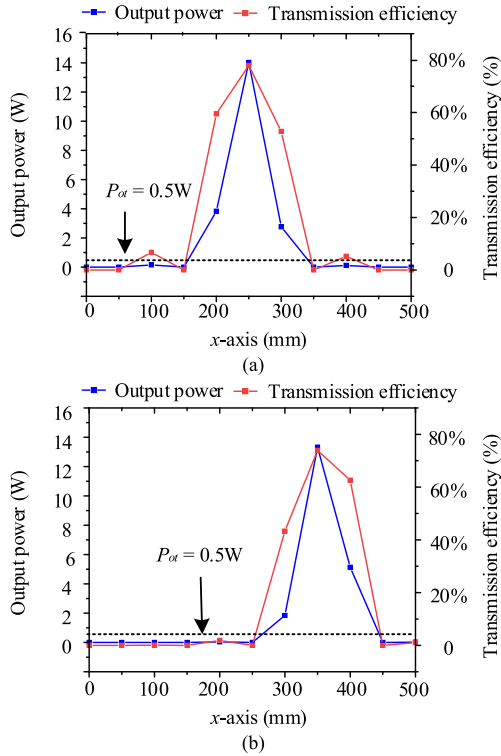 Output power Transmission efficiency
16
14
12
10
8
6
4
2
0
80%
60%
40%
20%
0
Output power (W)
Transmission efficiency (%)
Pot = 0.5W
0 100 200 300 400 500
x-axis (mm)
(a)
Output power Transmission efficiency
16
14
12
10
8
6
4
2
0
80%
60%
40%
20%
0
Output power (W)
Transmission efficiency (%)
Pot = 0.5W
0 100 200 300 400 500
x-axis (mm)
(b)